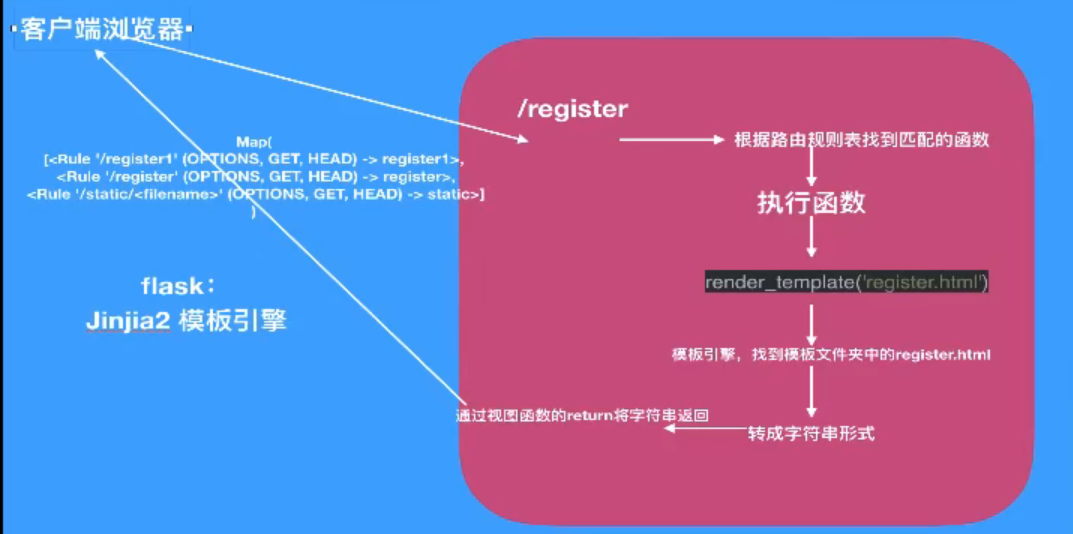 客户端浏览器
/register
根据路由规则表找到匹配的函数
Map(
[<Rule '/register1' (OPTIONS, GET, HEAD) -> register1>,
<Rule '/register' (OPTIONS, GET, HEAD) -> register>,
<Rule '/static/<filename>' (OPTIONS, GET, HEAD) -> static>]
)
执行函数
flask：
Jinjia2 模板引擎
render_template('register.html')
模板引擎，找到模板文件夹中的register.html
通过视图函数的return将字符串返回
转成字符串形式